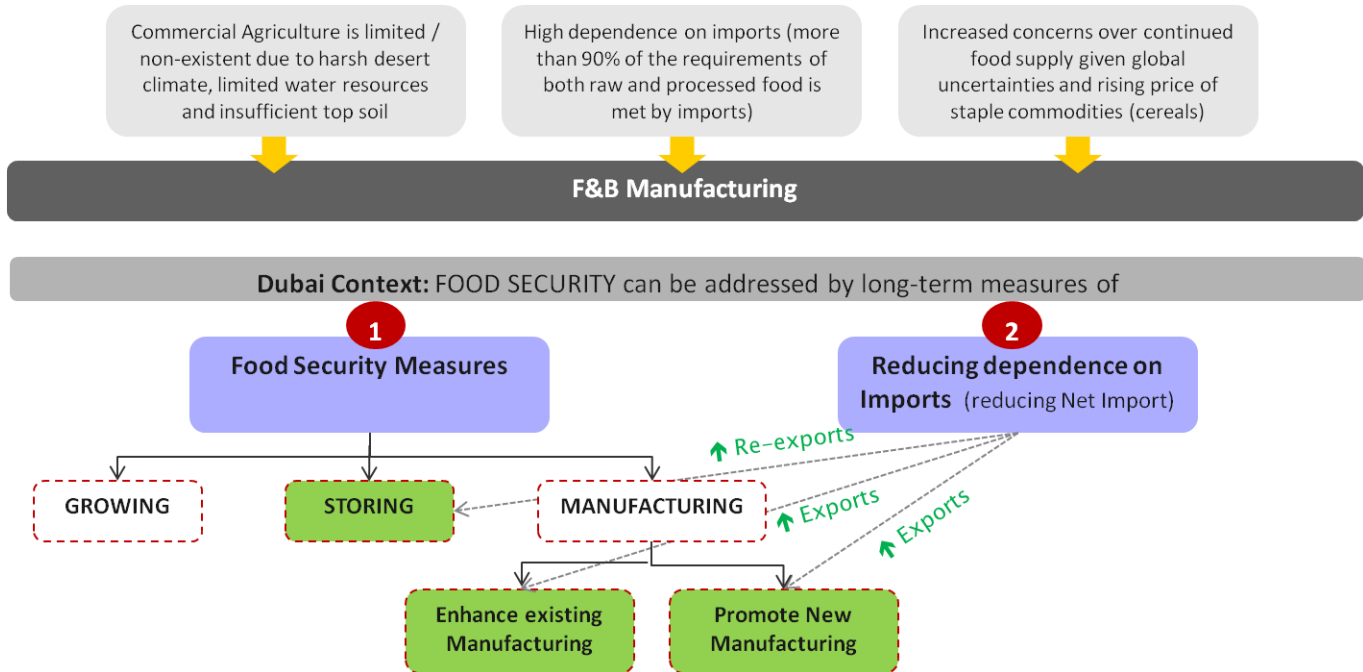 Commercial Agriculture is limited /
non-existent due to harsh desert
climate, limited water resources
and insufficient top soil
High dependence on imports (more
than 90% of the requirements of
both raw and processed food is
met by imports)
Increased concerns over continued
food supply given global
uncertainties and rising price of
staple commodities (cereals)
F&B Manufacturing
Dubai Context: FOOD SECURITY can be addressed by long-term measures of
1
Food Security Measures
2
Reducing dependence on
Imports (reducing Net Import)
Re-exports
Exports
Exports
GROWING
STORING
MANUFACTURING
Enhance existing
Manufacturing
Promote New
Manufacturing